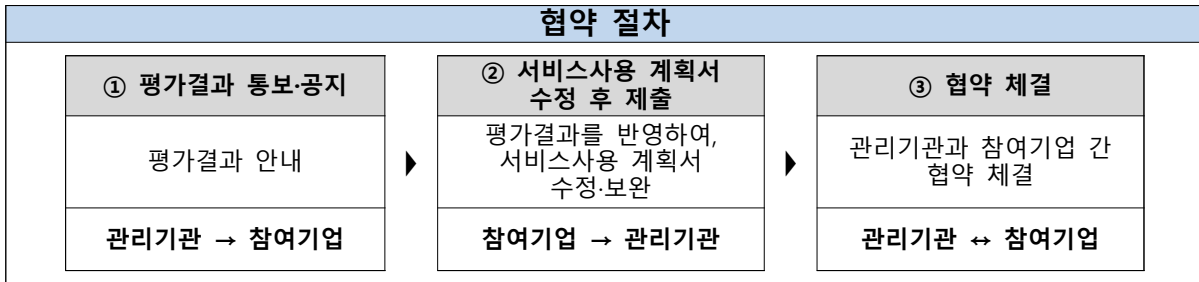 협약 절차
① 평가결과 통보·공지
평가결과 안내
관리기관 → 참여기업
② 서비스사용 계획서
수정 후 제출
평가결과를 반영하여,
서비스사용 계획서
수정·보완
참여기업 → 관리기관
③ 협약 체결
관리기관과 참여기업 간
협약 체결
관리기관 ↔ 참여기업